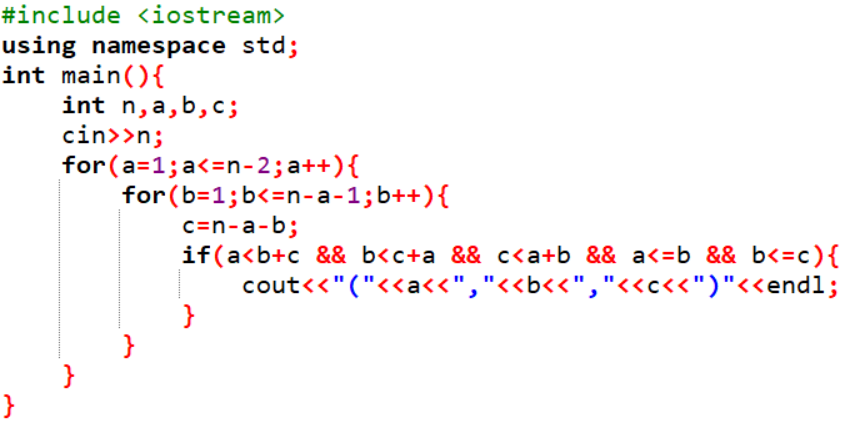 #include <iostream>
using namespace std;
int main(){
    int n,a,b,c;
    cin>>n;
    for(a=1;a<=n-2;a++){
        for(b=1;b<=n-a-1;b++){
            c=n-a-b;
            if(a<b+c && b<c+a && c<a+b && a<=b && b<=c){
                cout<<"("<<a<<","<<b<<","<<c<<")"<<endl;
            }
        }
    }
}